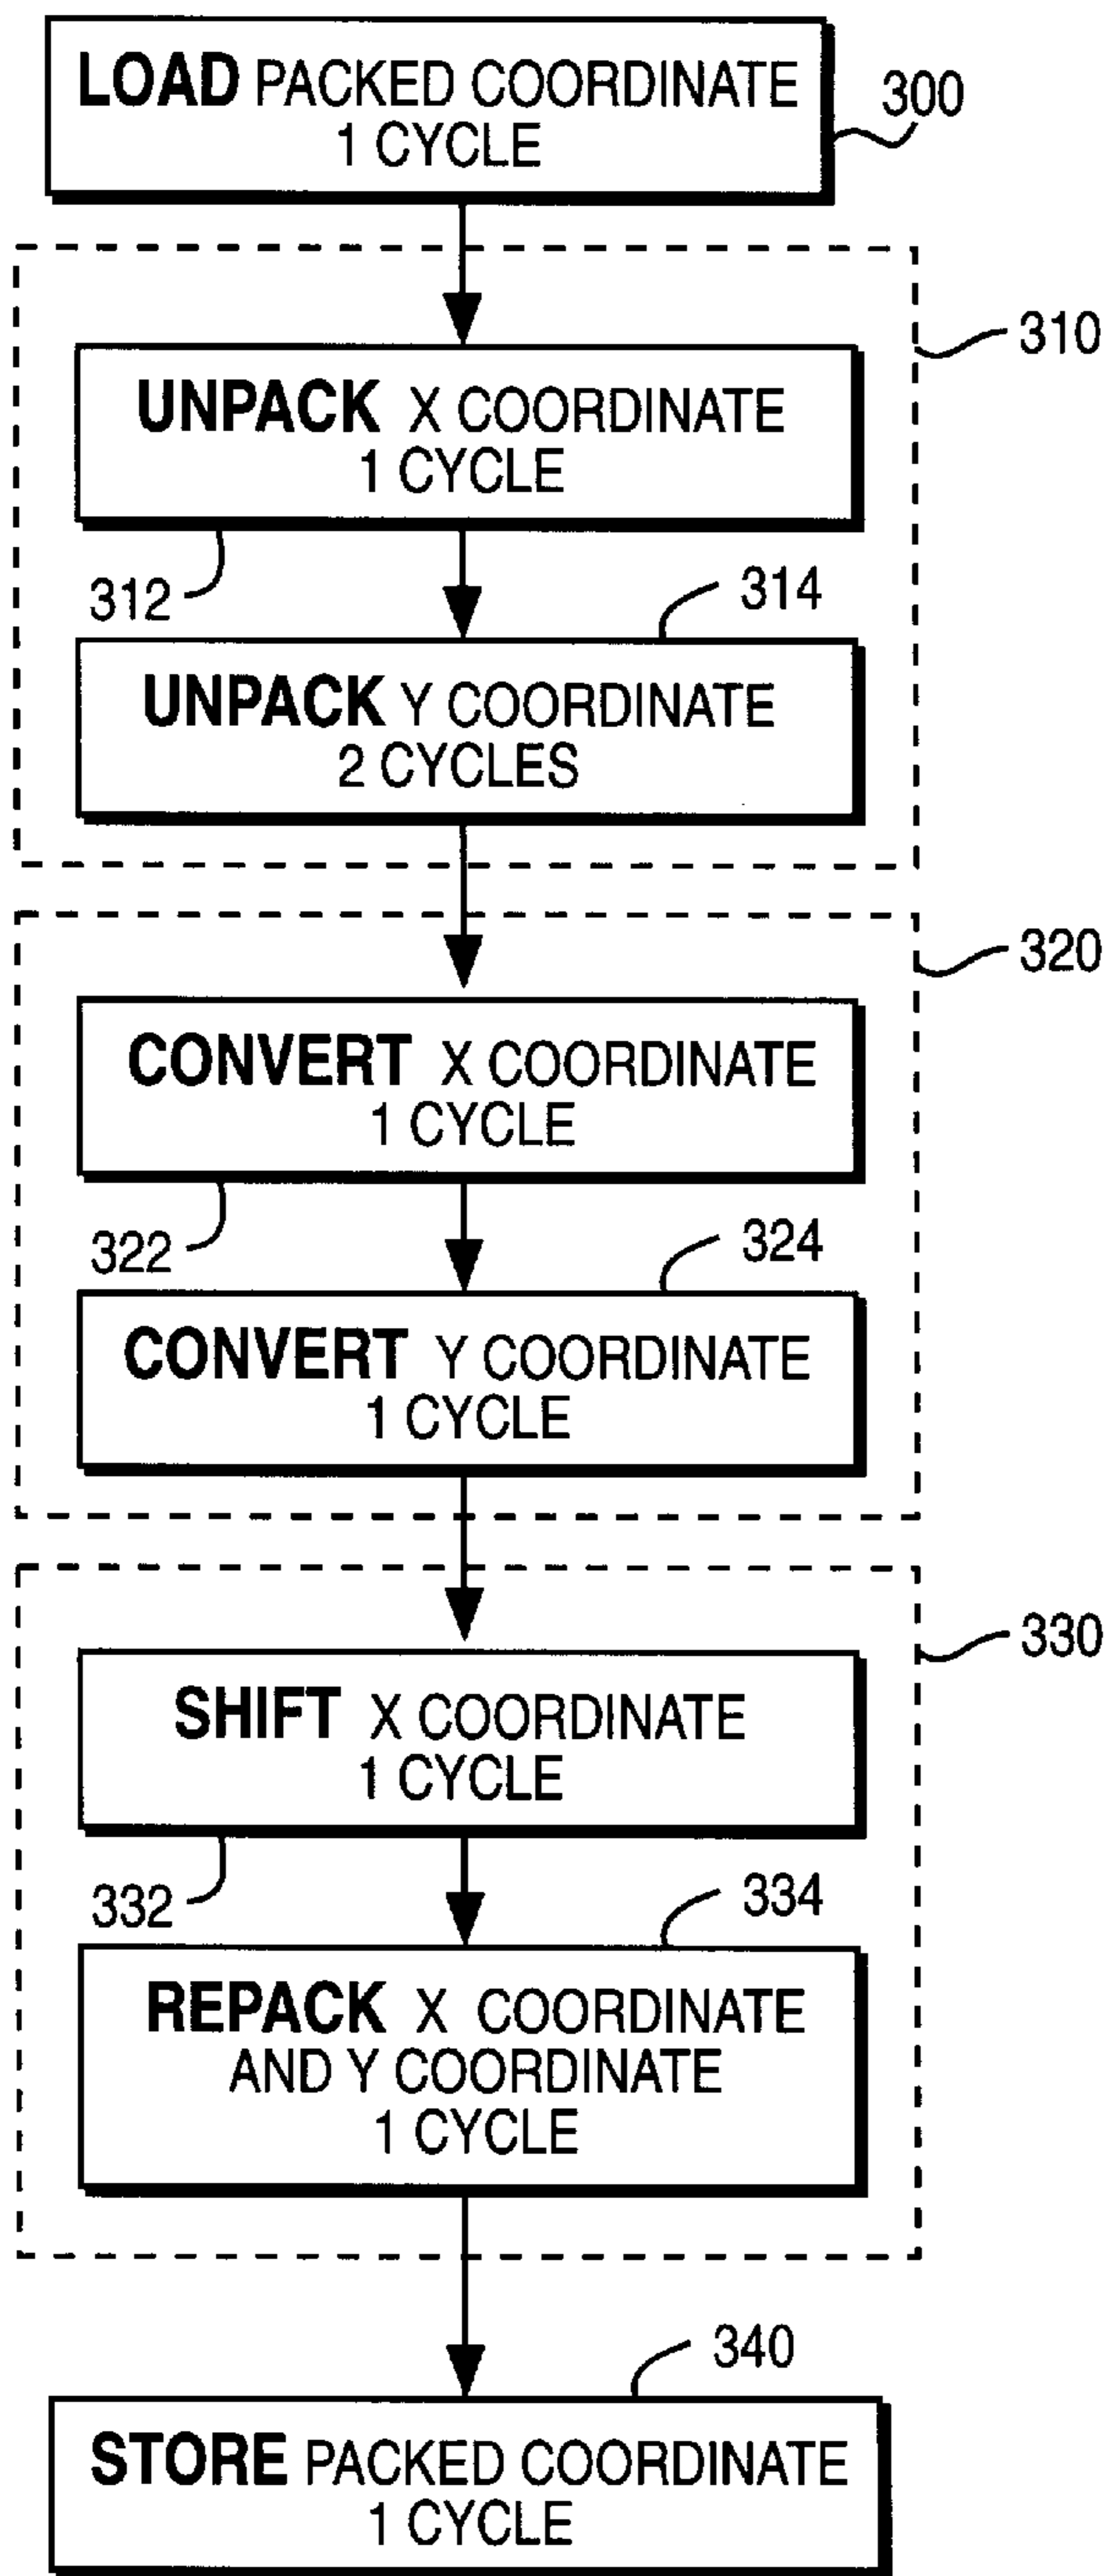 LOAD PACKED COORDINATE
1 CYCLE
300
310
UNPACK X COORDINATE
1 CYCLE
312
314
UNPACK Y COORDINATE
2 CYCLES
320
CONVERT X COORDINATE
1 CYCLE
322
324
CONVERT Y COORDINATE
1 CYCLE
330
SHIFT X COORDINATE
1 CYCLE
332
334
REPACK X COORDINATE
AND Y COORDINATE
1 CYCLE
340
STORE PACKED COORDINATE
1 CYCLE